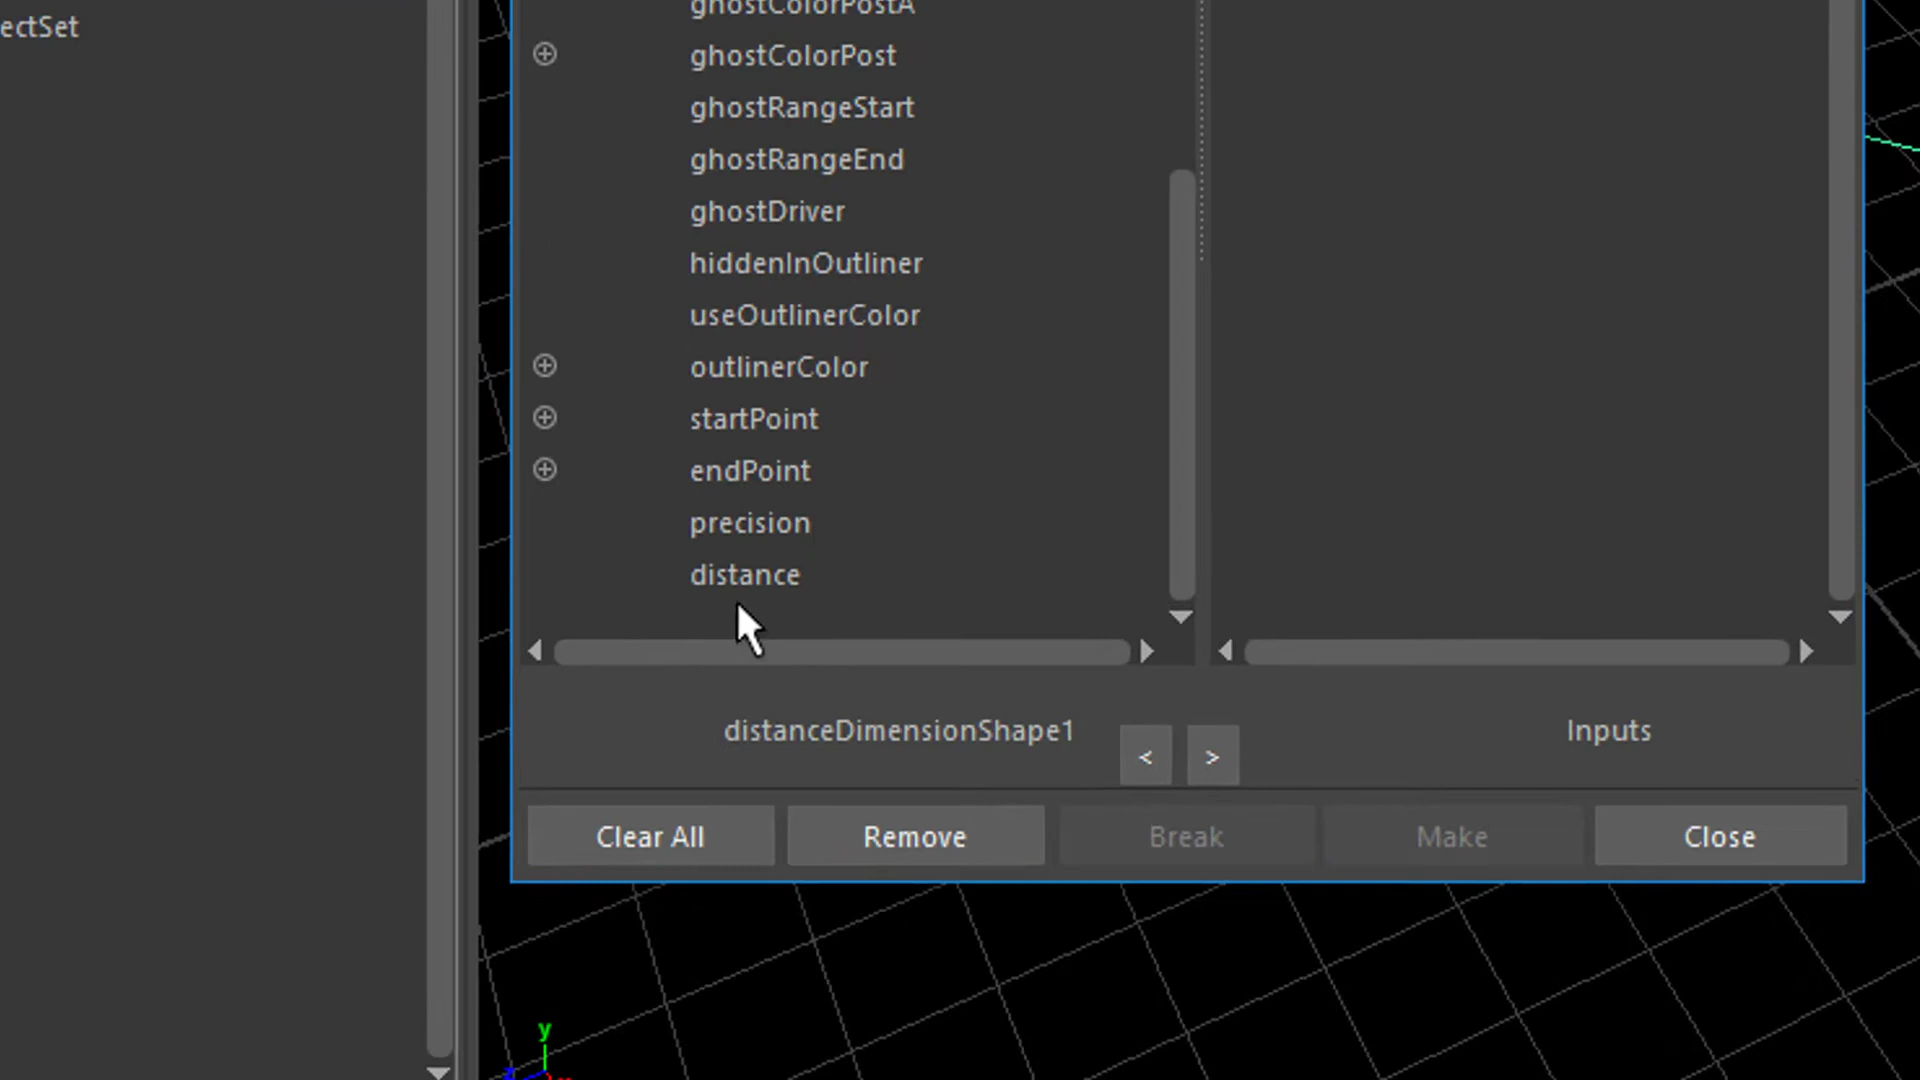 ectSet
ghostColorPostA
ghostColorPost
ghostRangeStart
ghostRangeEnd
ghostDriver
hiddenInOutliner
useOutlinerColor
outlinerColor
startPoint
endPoint
precision
distance
distanceDimensionShape1
<
>
Inputs
Clear All
Remove
Break
Make
Close
y